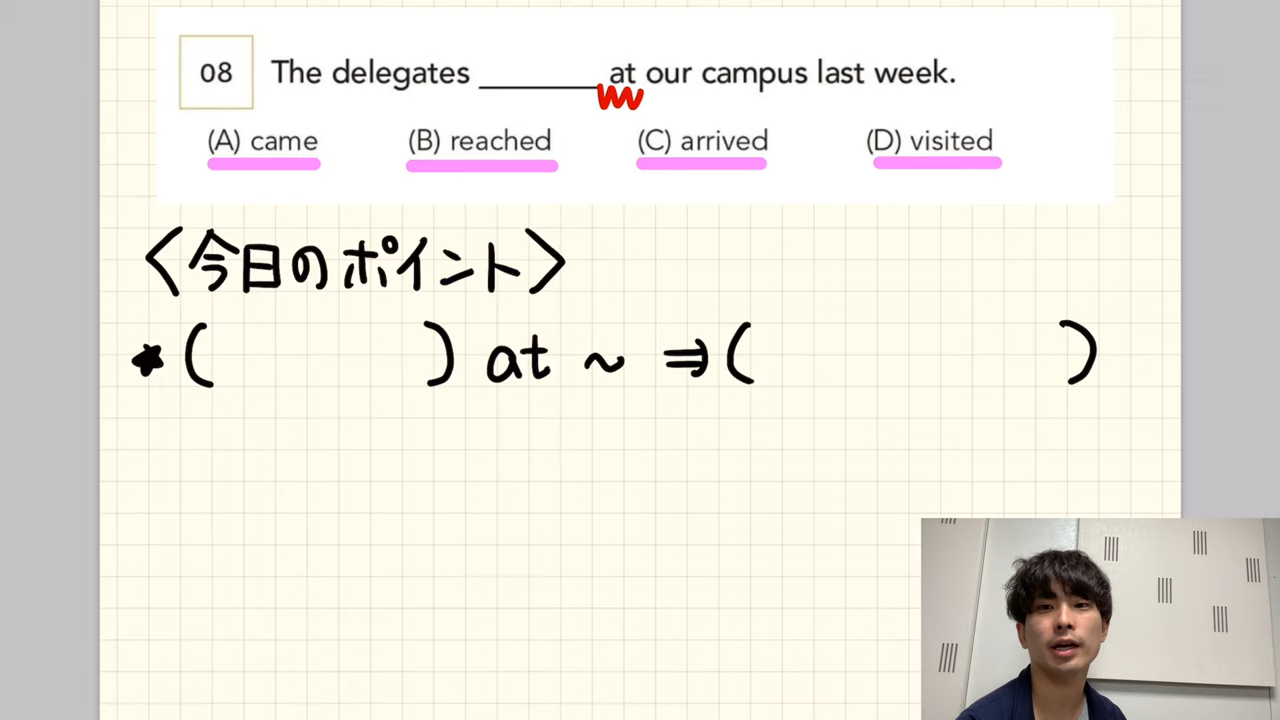 08 The delegates ________ at our campus last week.
(A) came (B) reached (C) arrived (D) visited
〈今日のポイント〉
★( ) at ~ ⇒( )